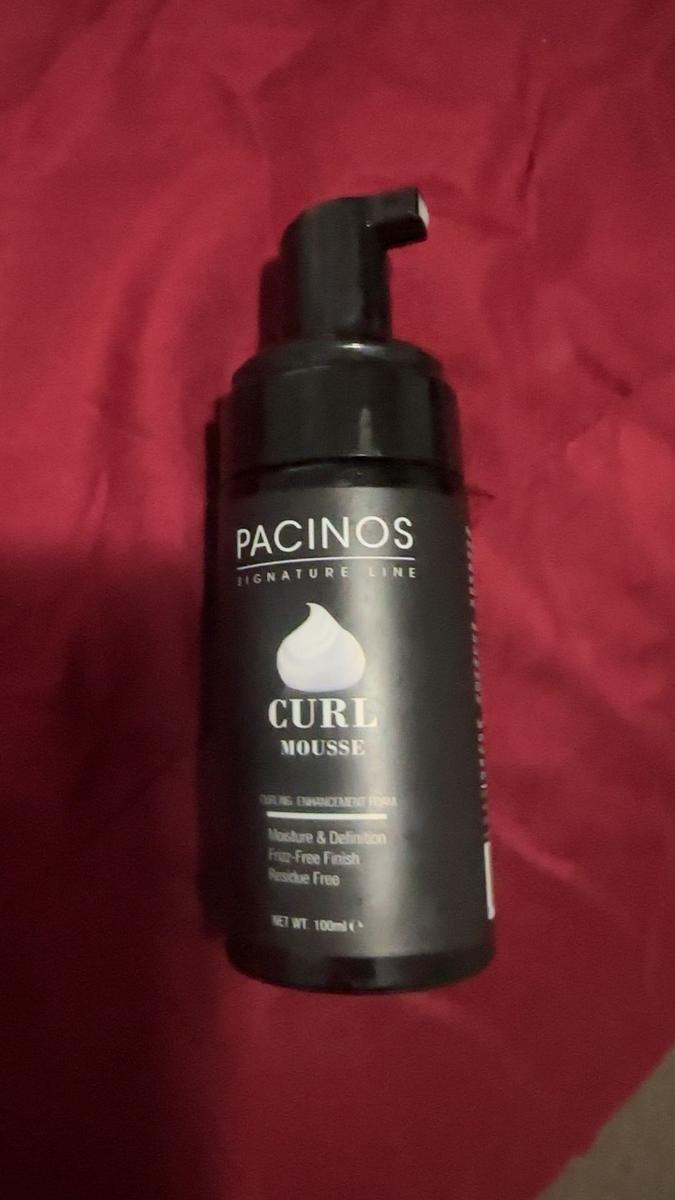 PACINOS
SIGNATURE LINE
CURL
MOUSSE
CURLING ENHANCEMENT FOAM
Moisture & Definition
Frizz-Free Finish
Residue Free
NET WT. 100ml e